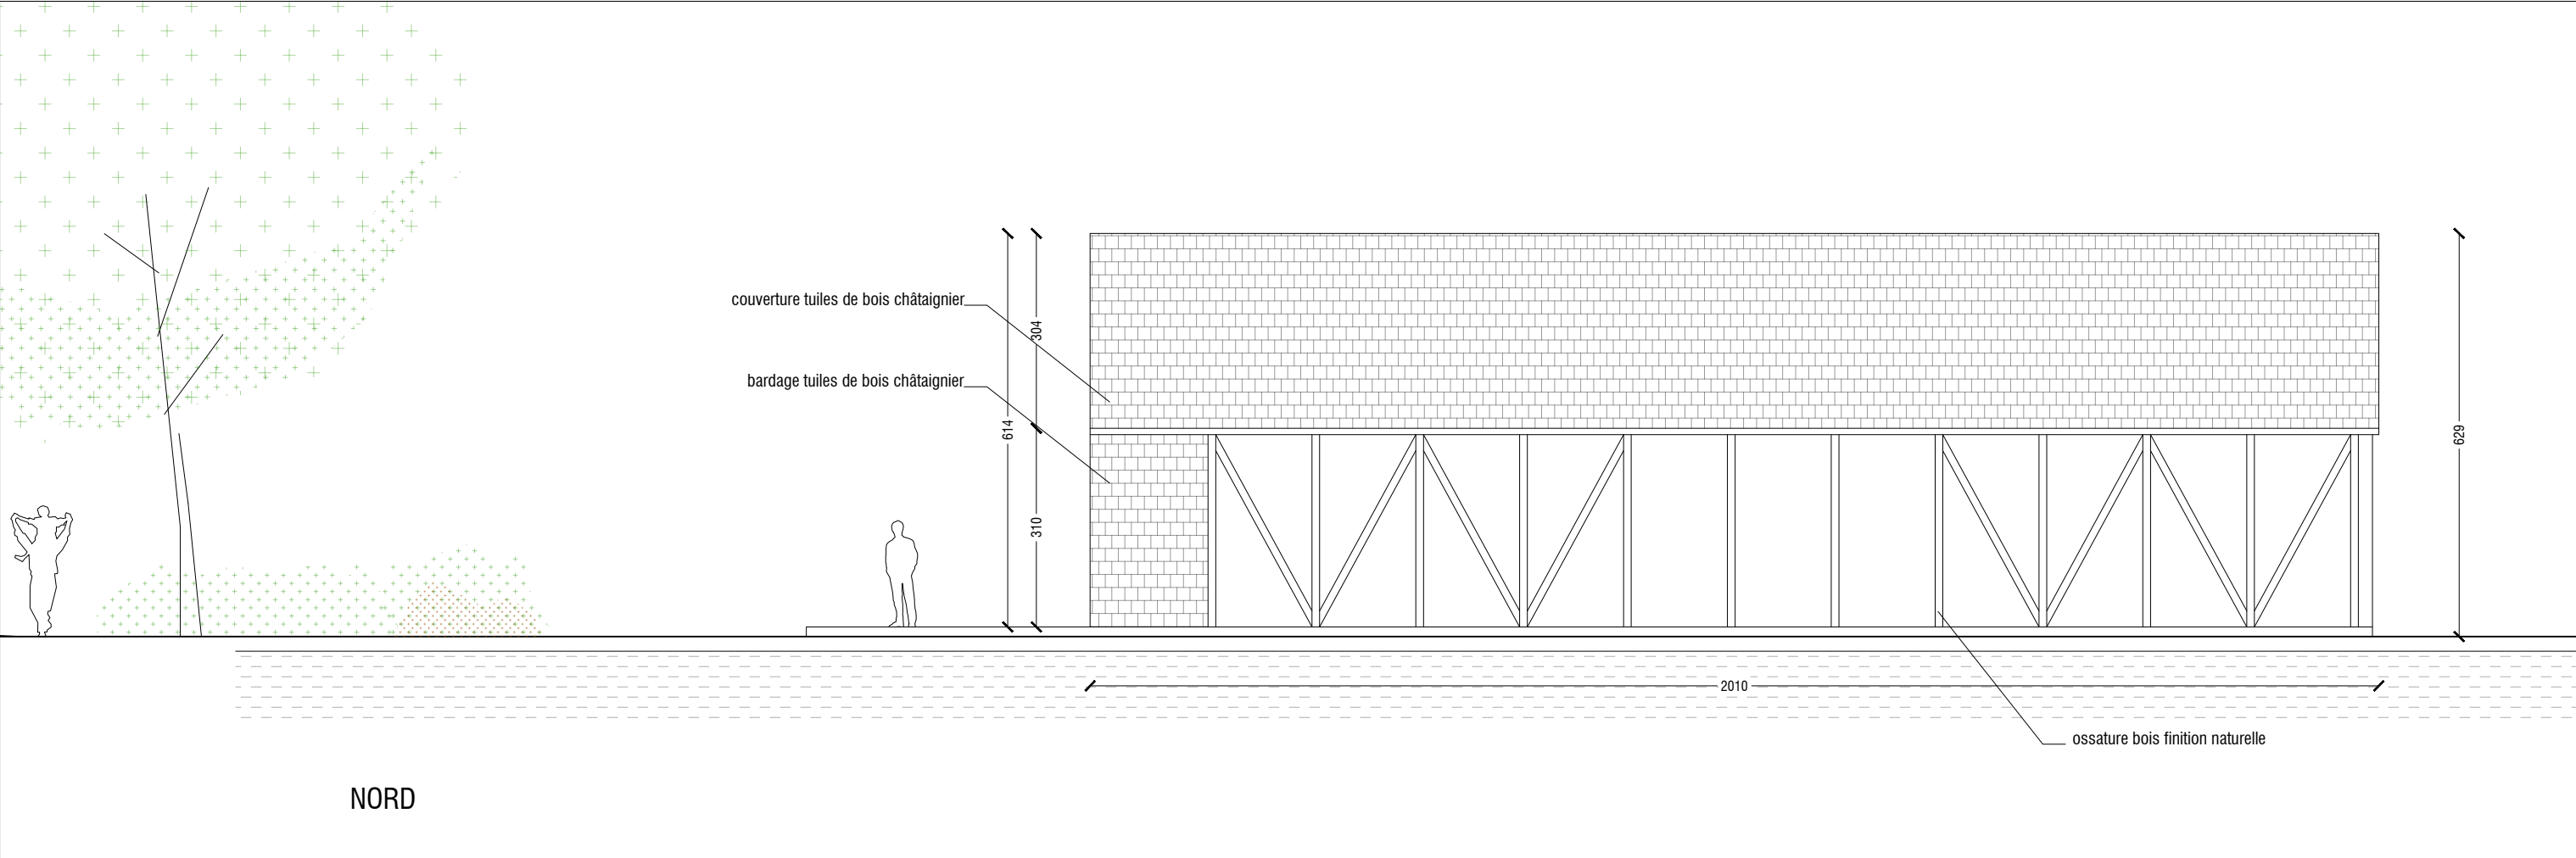 couverture tuiles de bois châtaignier
bardage tuiles de bois châtaignier
304
614
310
629
2010
ossature bois finition naturelle
NORD